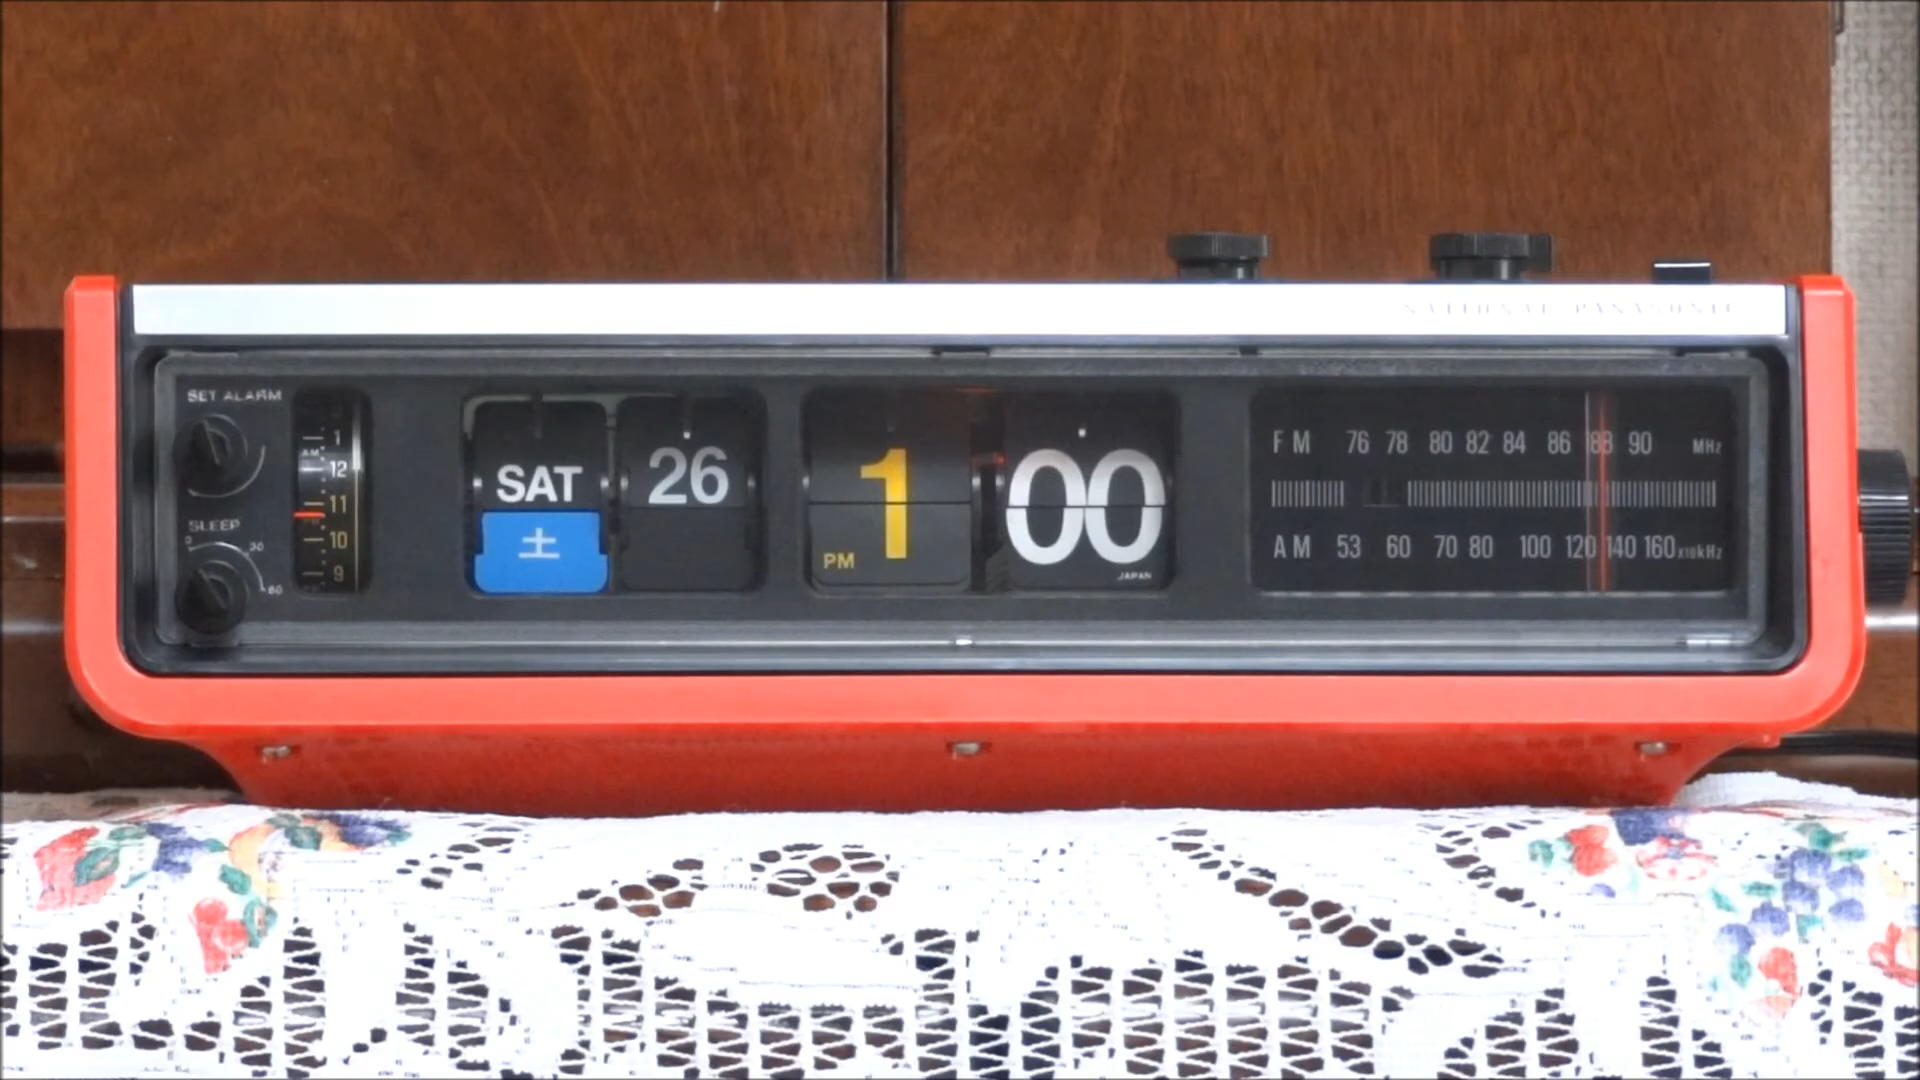 NATIONAL PANASONIC
SET ALARM
1
AM
12
11
10
9
SLEEP
0 30 60
SAT 26
土
PM 1 00
JAPAN
FM 76 78 80 82 84 86 88 90 MHz
AM 53 60 70 80 100 120 140 160 x10kHz